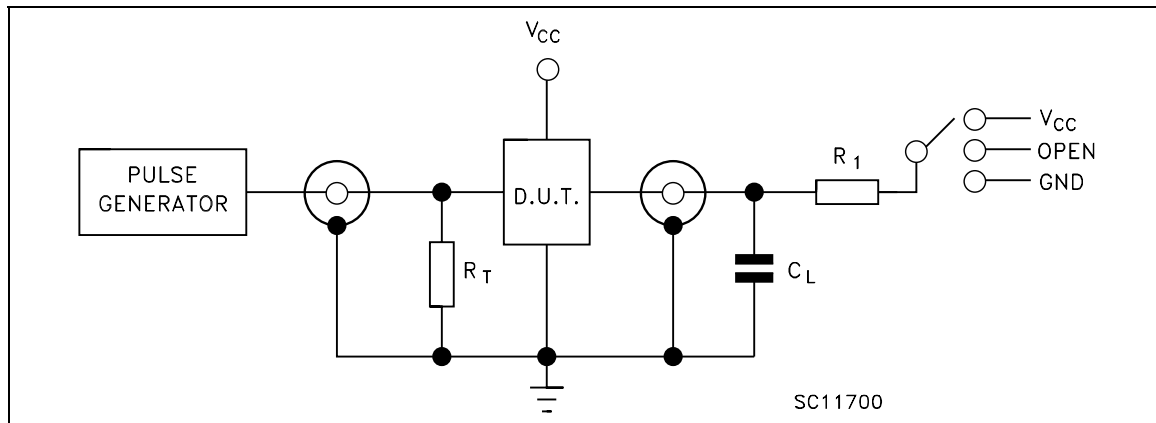 VCC
PULSE
GENERATOR
D.U.T.
RT
CL
R1
VCC
OPEN
GND
SC11700